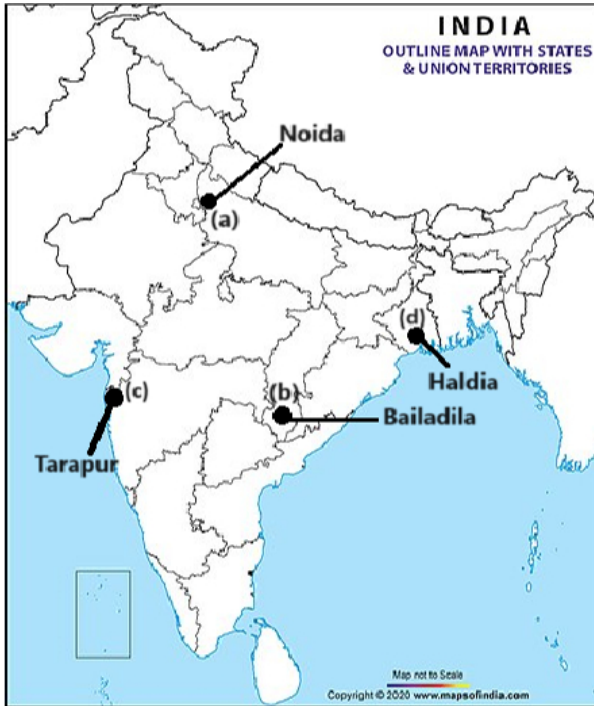 INDIA
OUTLINE MAP WITH STATES
& UNION TERRITORIES
Noida
(a)
(d)
Haldia
(c)
(b)
Bailadila
Tarapur
Map not to Scale
Copyright © 2020 www.mapsofindia.com